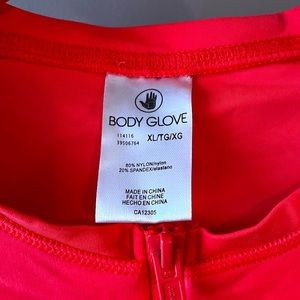 BODY GLOVE
114116 XL/TG/XG
39506764
80% NYLON/nylon
20% SPANDEX/elastano
MADE IN CHINA
FAIT EN CHINE
HECHO EN CHINA
CA12305